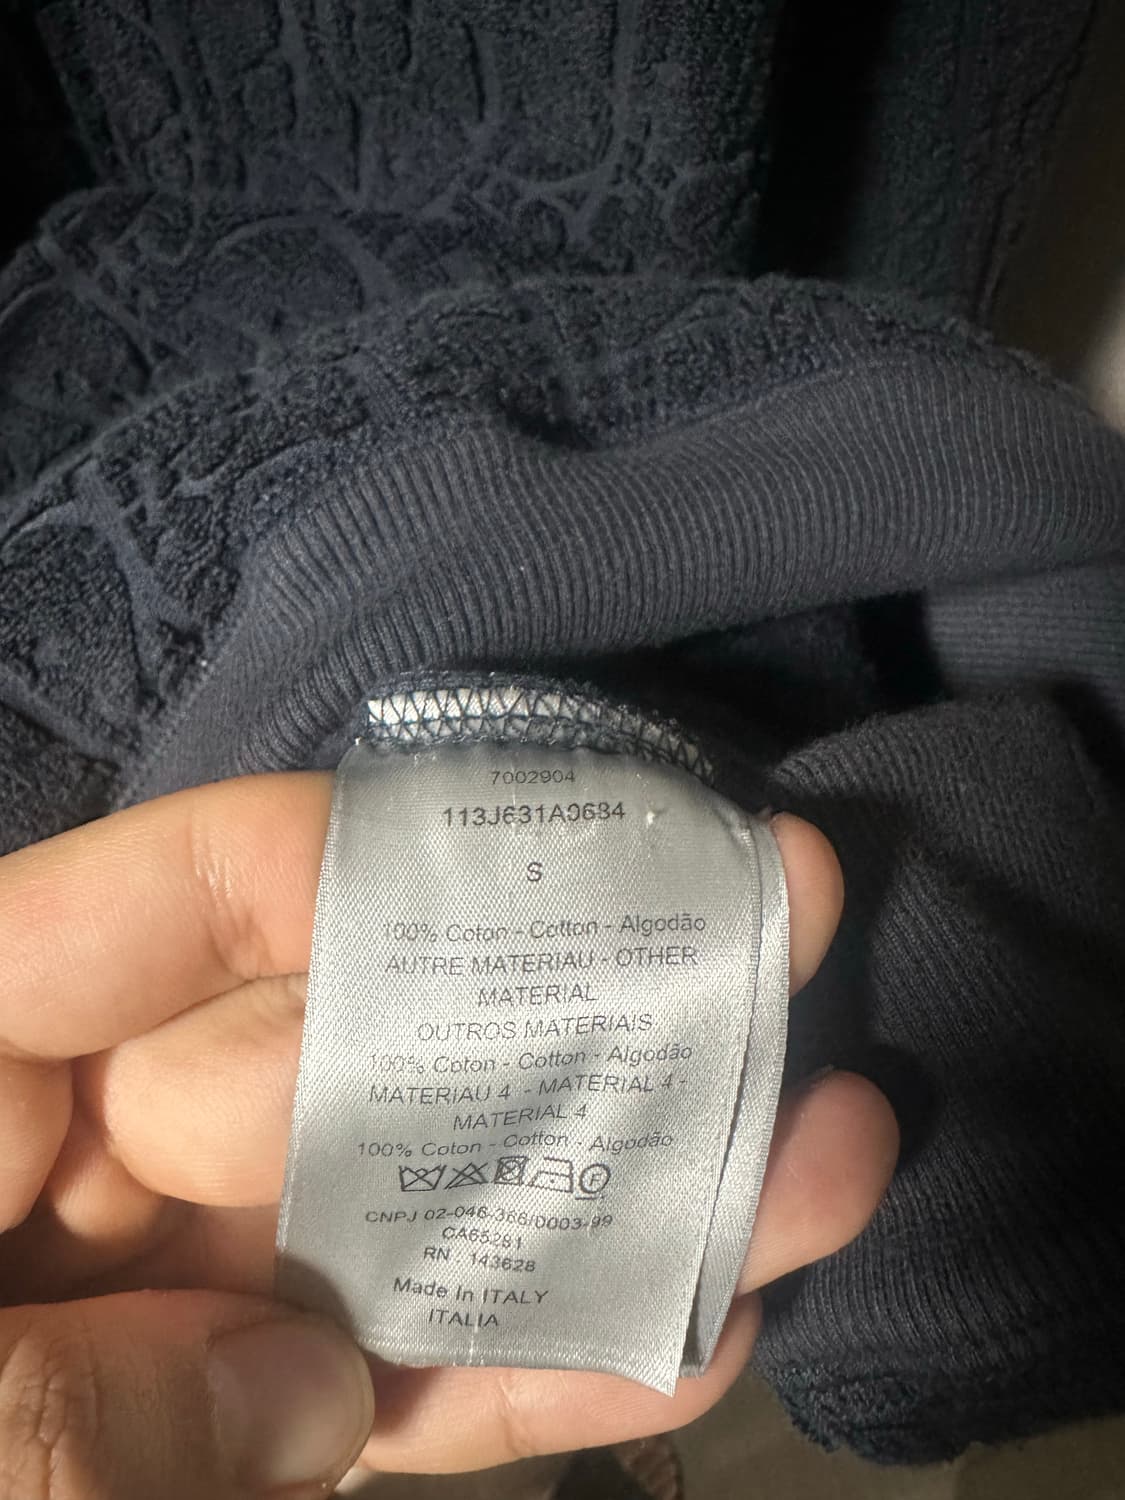 7002904
113J631A0684
S
100% Coton - Cotton - Algodão
AUTRE MATERIAU - OTHER
MATERIAL
OUTROS MATERIAIS
100% Coton - Cotton - Algodão
MATERIAU 4 - MATERIAL 4 -
MATERIAL 4
100% Coton - Cotton - Algodão
F
CNPJ 02-046-366/0003-99
CA65281
RN - 143628
Made In ITALY
ITALIA